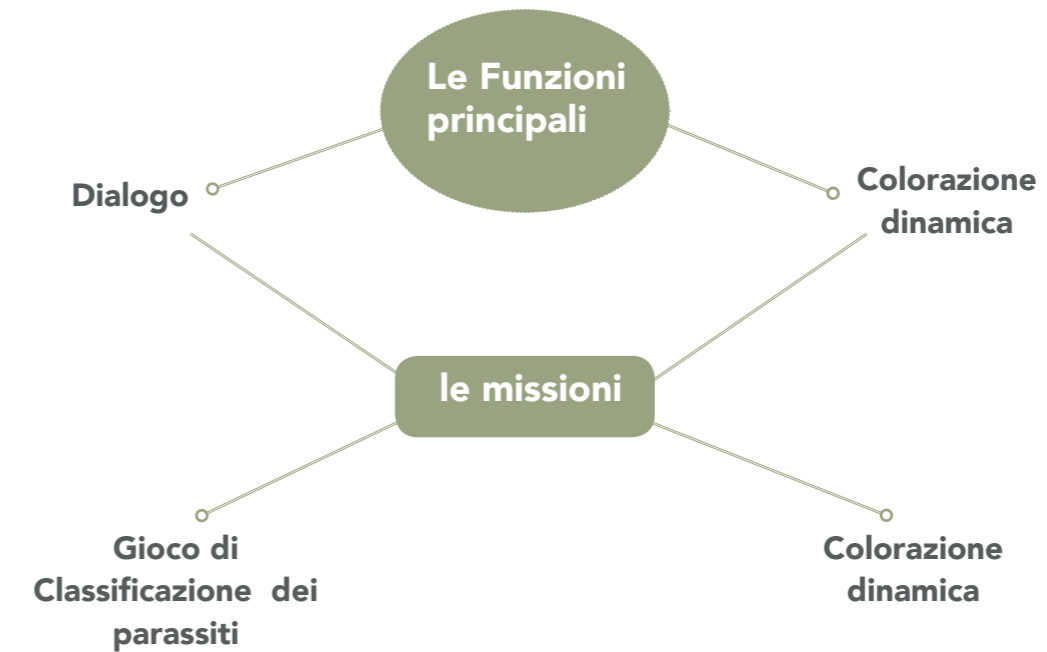 Le Funzioni
principali
Dialogo
Colorazione
dinamica
le missioni
Gioco di
Classificazione dei
parassiti
Colorazione
dinamica